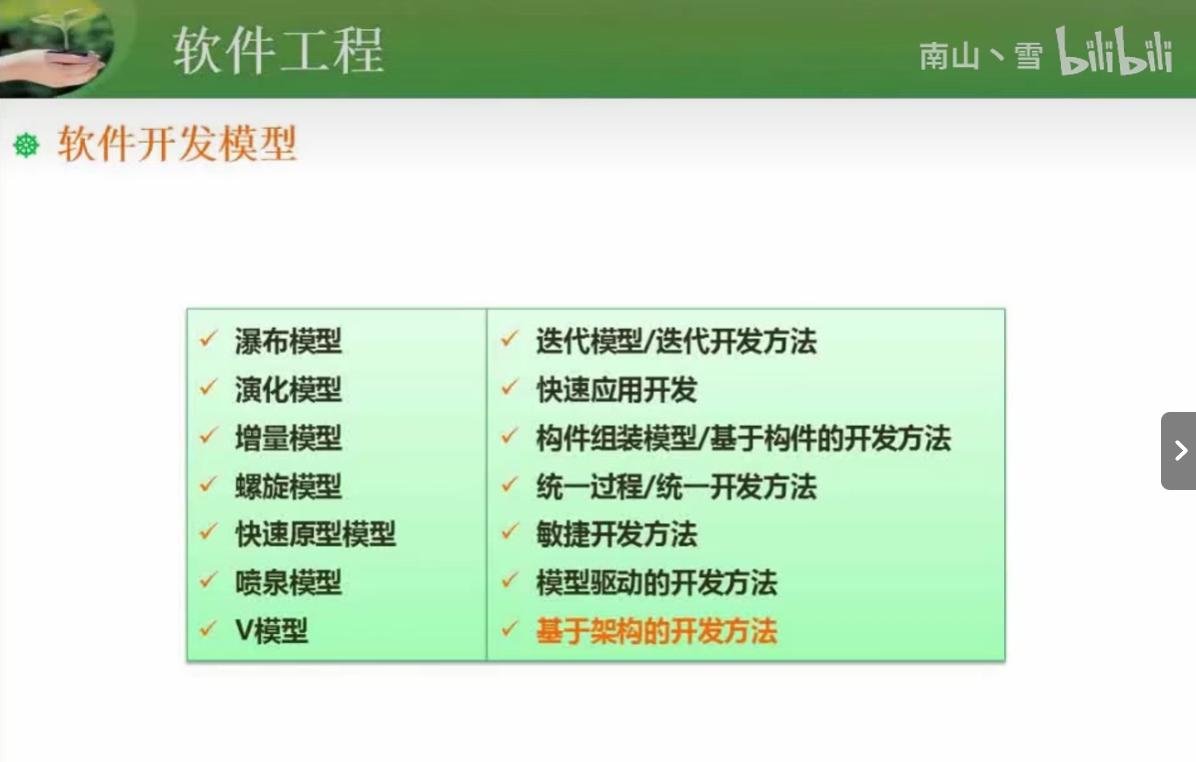 软件工程
南山丶雪 bilibili
软件开发模型
瀑布模型
演化模型
增量模型
螺旋模型
快速原型模型
喷泉模型
V模型
迭代模型/迭代开发方法
快速应用开发
构件组装模型/基于构件的开发方法
统一过程/统一开发方法
敏捷开发方法
模型驱动的开发方法
基于架构的开发方法